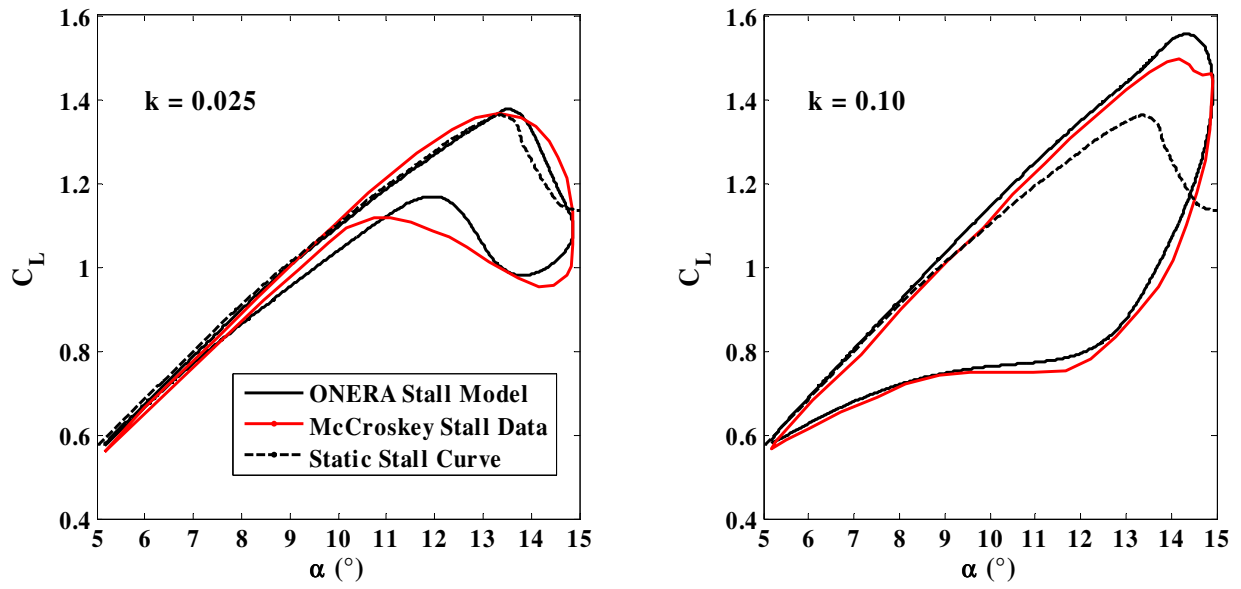 1.6
1.4
1.2
1
0.8
0.6
0.4
C_L
k = 0.025
ONERA Stall Model
McCroskey Stall Data
Static Stall Curve
5 6 7 8 9 10 11 12 13 14 15
α (°)
1.6
1.4
1.2
1
0.8
0.6
0.4
C_L
k = 0.10
5 6 7 8 9 10 11 12 13 14 15
α (°)